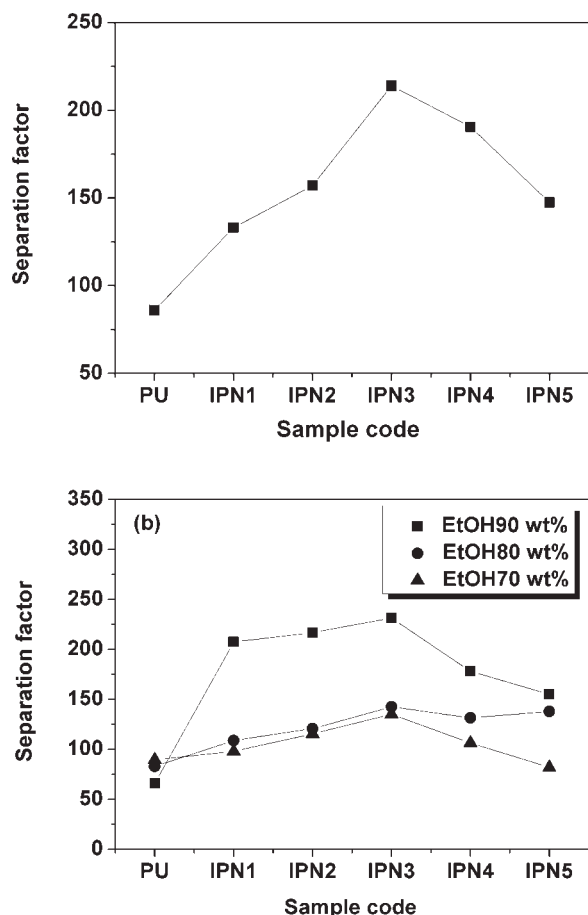 250
200
150
100
50
Separation factor
PU IPN1 IPN2 IPN3 IPN4 IPN5
Sample code
(b)
EtOH90 wt%
EtOH80 wt%
EtOH70 wt%
350
300
250
200
150
100
50
0
Separation factor
PU IPN1 IPN2 IPN3 IPN4 IPN5
Sample code